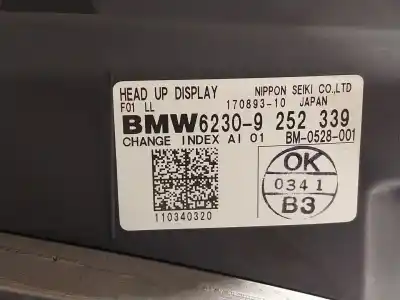 HEAD UP DISPLAY NIPPON SEIKI CO.,LTD
F01 LL 170893-10 JAPAN
BMW6230-9 252 339
CHANGE INDEX AI 01 BM-0528-001
OK
0341
B3
110340320